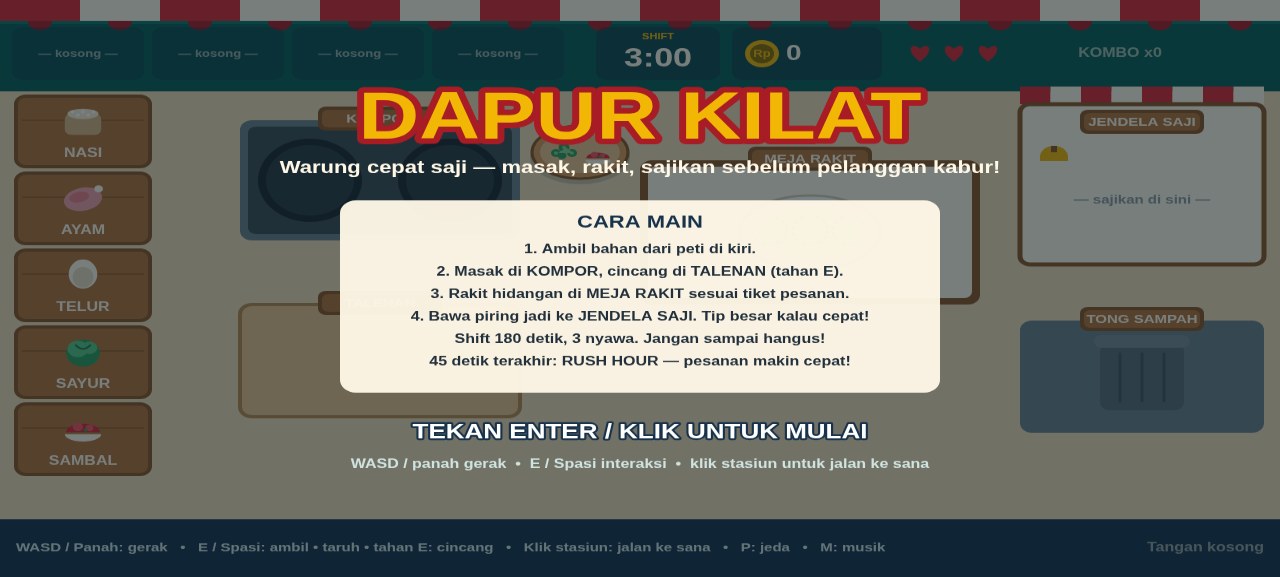 — kosong —
— kosong —
— kosong —
— kosong —
SHIFT
3:00
Rp 0
KOMBO x0
DAPUR KILAT
Warung cepat saji — masak, rakit, sajikan sebelum pelanggan kabur!
NASI
AYAM
TELUR
SAYUR
SAMBAL
MEJA RAKIT
JENDELA SAJI
— sajikan di sini —
TONG SAMPAH
CARA MAIN
1. Ambil bahan dari peti di kiri.
2. Masak di KOMPOR, cincang di TALENAN (tahan E).
3. Rakit hidangan di MEJA RAKIT sesuai tiket pesanan.
4. Bawa piring jadi ke JENDELA SAJI. Tip besar kalau cepat!
Shift 180 detik, 3 nyawa. Jangan sampai hangus!
45 detik terakhir: RUSH HOUR — pesanan makin cepat!
TEKAN ENTER / KLIK UNTUK MULAI
WASD / panah gerak • E / Spasi interaksi • klik stasiun untuk jalan ke sana
WASD / Panah: gerak • E / Spasi: ambil • taruh • tahan E: cincang • Klik stasiun: jalan ke sana • P: jeda • M: musik
Tangan kosong